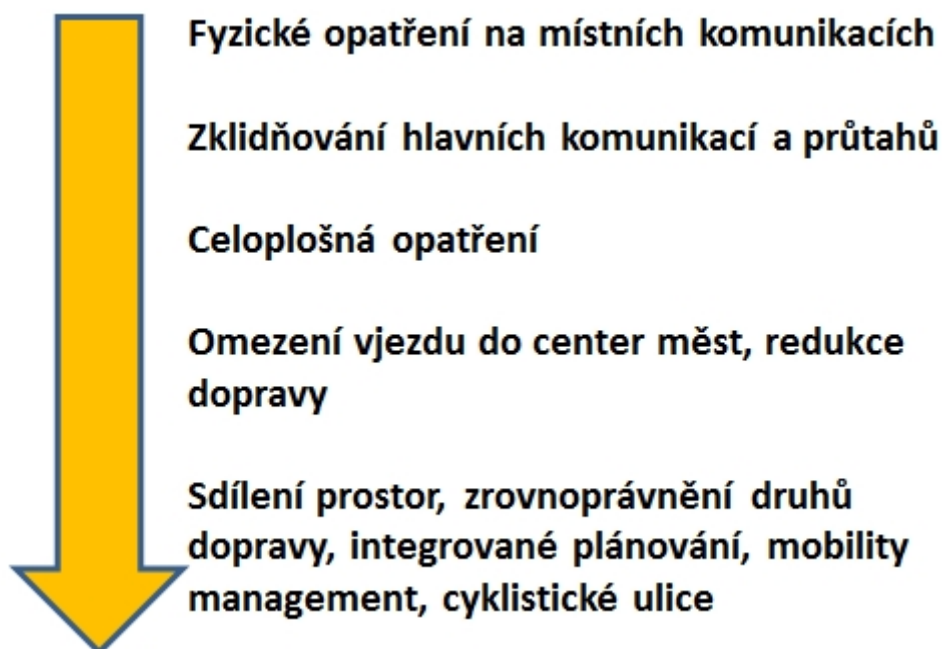 Fyzické opatření na místních komunikacích
Zklidňování hlavních komunikací a průtahů
Celoplošná opatření
Omezení vjezdu do center měst, redukce
dopravy
Sdílení prostor, zrovnoprávnění druhů
dopravy, integrované plánování, mobility
management, cyklistické ulice